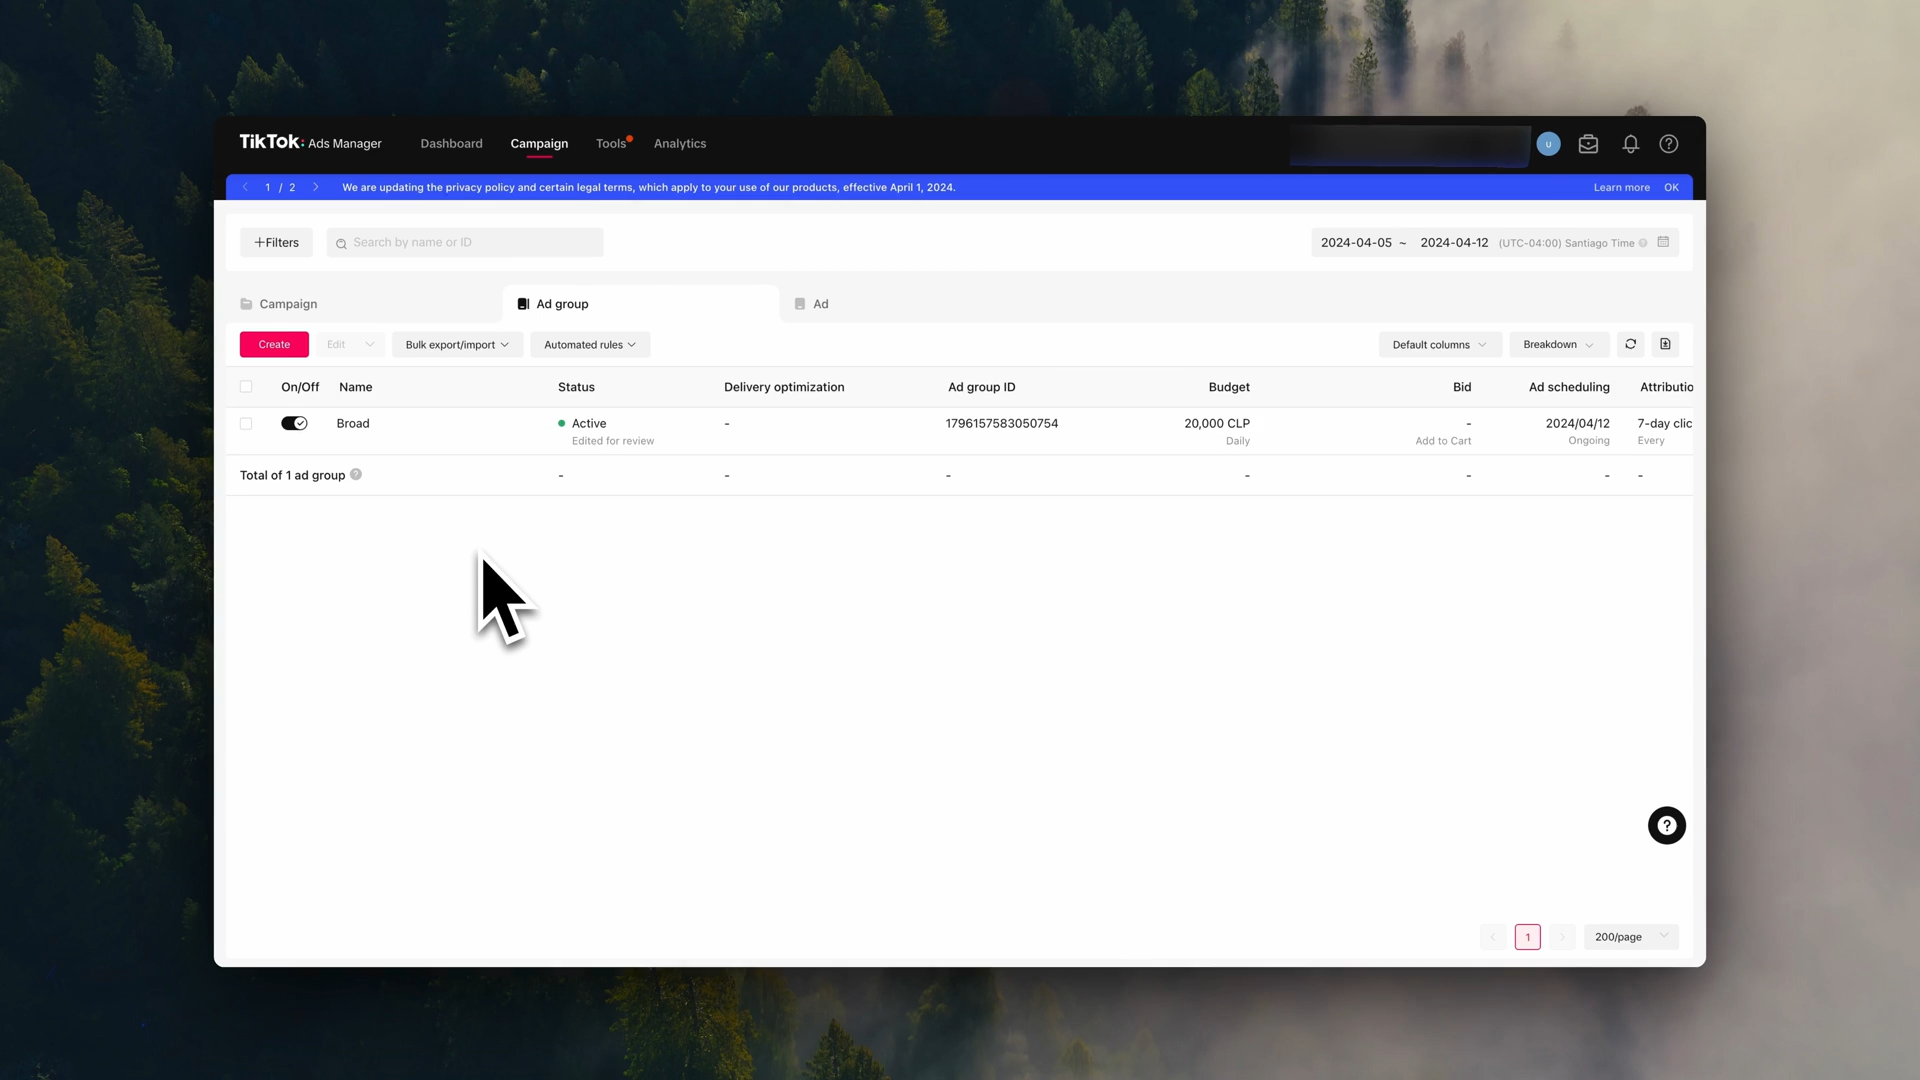 TikTok: Ads Manager Dashboard Campaign Tools Analytics U
1 / 2 We are updating the privacy policy and certain legal terms, which apply to your use of our products, effective April 1, 2024. Learn more OK
+Filters Search by name or ID 2024-04-05 ~ 2024-04-12 (UTC-04:00) Santiago Time
Campaign Ad group Ad
Create Edit Bulk export/import Automated rules Default columns Breakdown
On/Off Name Status Delivery optimization Ad group ID Budget Bid Ad scheduling Attributio
Broad Active - 1796157583050754 20,000 CLP - 2024/04/12 7-day clic
Edited for review Daily Add to Cart Ongoing Every
Total of 1 ad group - - - - - - -
1 200/page